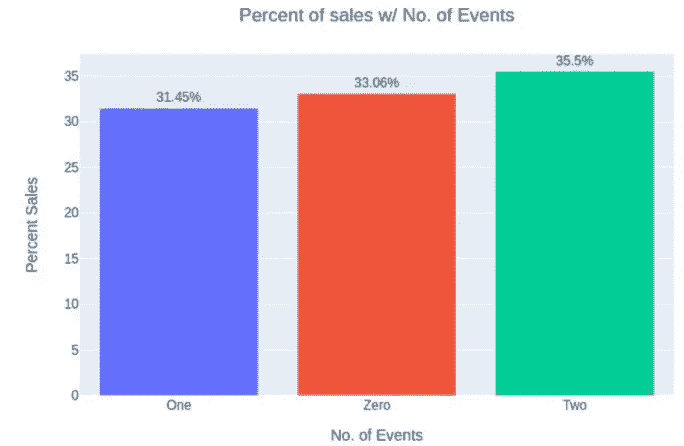 Percent of sales w/ No. of Events
35.5%
33.06%
31.45%
35
30
25
20
15
10
5
0
Percent Sales
One Zero Two
No. of Events